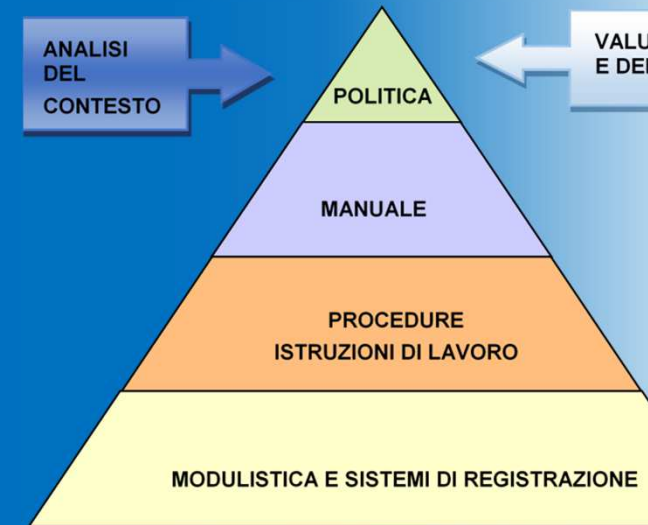 ANALISI
DEL
CONTESTO
POLITICA
MANUALE
PROCEDURE
ISTRUZIONI DI LAVORO
MODULISTICA E SISTEMI DI REGISTRAZIONE